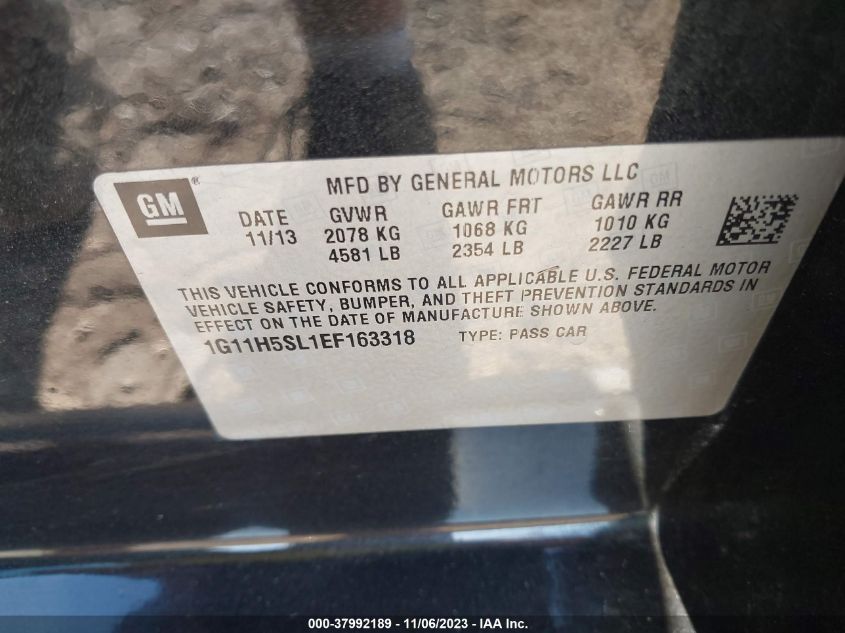 GM®
MFD BY GENERAL MOTORS LLC
DATE GVWR GAWR FRT GAWR RR
11/13 2078 KG 1068 KG 1010 KG
4581 LB 2354 LB 2227 LB
THIS VEHICLE CONFORMS TO ALL APPLICABLE U.S. FEDERAL MOTOR
VEHICLE SAFETY, BUMPER, AND THEFT PREVENTION STANDARDS IN
EFFECT ON THE DATE OF MANUFACTURE SHOWN ABOVE.
1G11H5SL1EF163318 TYPE: PASS CAR
000-37992189 - 11/06/2023 - IAA Inc.